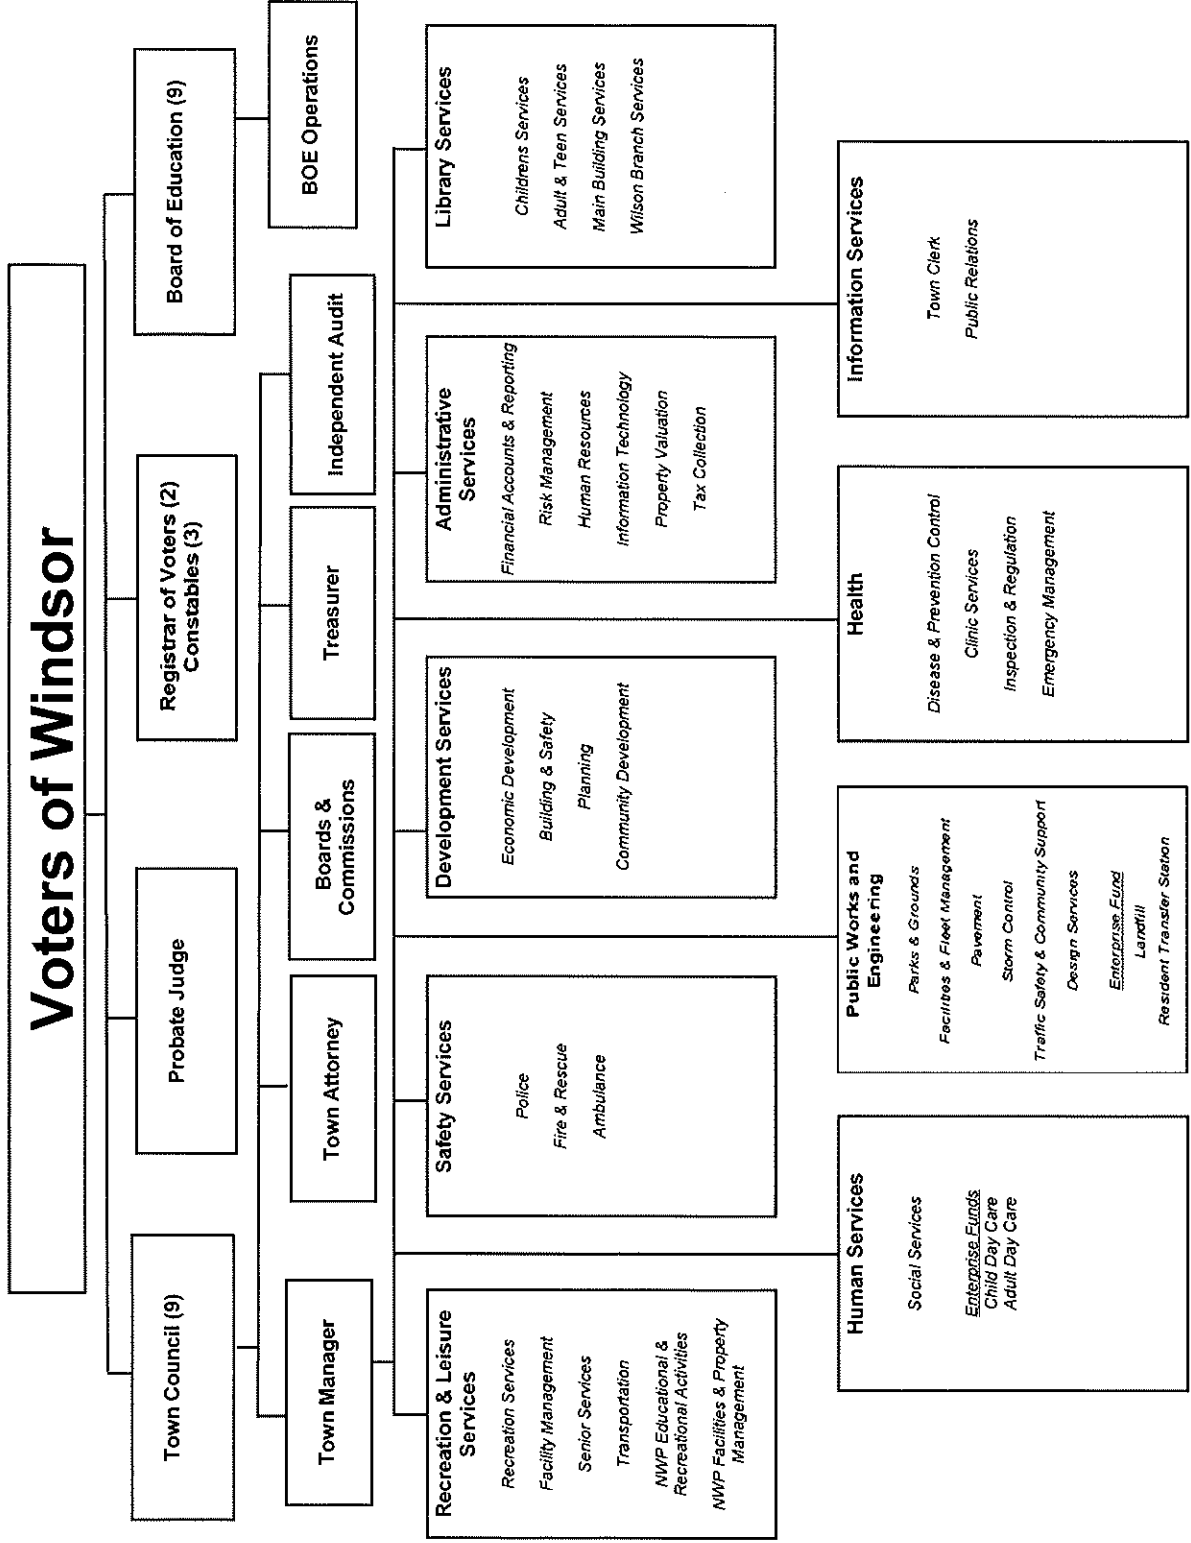 Voters of Windsor
Town Council (9)
Probate Judge
Registrar of Voters (2)
Constables (3)
Board of Education (9)
Town Manager
Town Attorney
Boards &
Commissions
Treasurer
Independent Audit
BOE Operations
Recreation & Leisure
Services
Recreation Services
Facility Management
Senior Services
Transportation
NWP Educational &
Recreational Activities
NWP Facilities & Property
Management
Safety Services
Police
Fire & Rescue
Ambulance
Development Services
Economic Development
Building & Safety
Planning
Community Development
Administrative
Services
Financial Accounts & Reporting
Risk Management
Human Resources
Information Technology
Property Valuation
Tax Collection
Library Services
Childrens Services
Adult & Teen Services
Main Building Services
Wilson Branch Services
Human Services
Social Services
Enterprise Funds
Child Day Care
Adult Day Care
Public Works and
Engineering
Parks & Grounds
Facilities & Fleet Management
Pavement
Storm Control
Traffic Safety & Community Support
Design Services
Enterprise Fund
Landfill
Resident Transfer Station
Health
Disease & Prevention Control
Clinic Services
Inspection & Regulation
Emergency Management
Information Services
Town Clerk
Public Relations